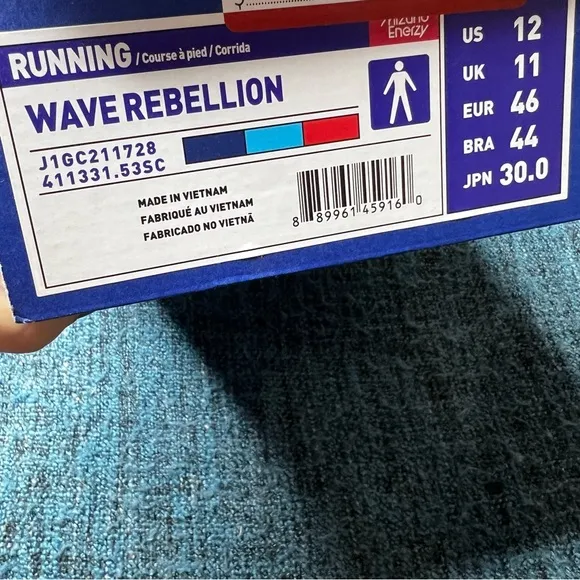 Mizuno
Enerzy
RUNNING / Course à pied / Corrida
WAVE REBELLION
J1GC211728
411331.53SC
MADE IN VIETNAM
FABRIQUÉ AU VIETNAM
FABRICADO NO VIETNÃ
8 89961 45916 0
US 12
UK 11
EUR 46
BRA 44
JPN 30.0